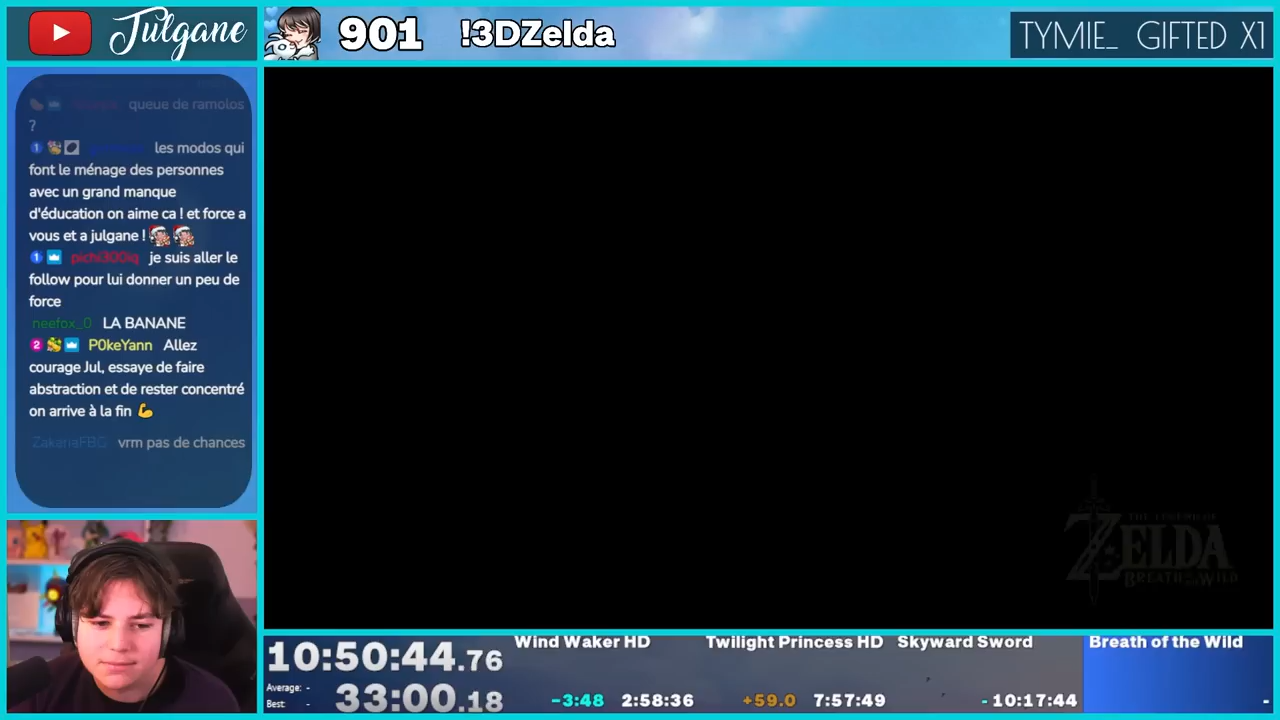 Julgane
901
!3DZelda
TYMIE_ GIFTED X1
queue de ramolos
?
les modos qui
font le ménage des personnes
avec un grand manque
d'éducation on aime ca ! et force a
vous et a julgane !
pichi300iq je suis aller le
follow pour lui donner un peu de
force
neefox_0 LA BANANE
P0keYann Allez
courage Jul, essaye de faire
abstraction et de rester concentré
on arrive à la fin 💪
vrm pas de chances
THE LEGEND OF
ZELDA
BREATH OF THE WILD
10:50:44.76
Average: -
Best: -
33:00.18
Wind Waker HD
-3:48 2:58:36
Twilight Princess HD
+59.0 7:57:49
Skyward Sword
- 10:17:44
Breath of the Wild
-